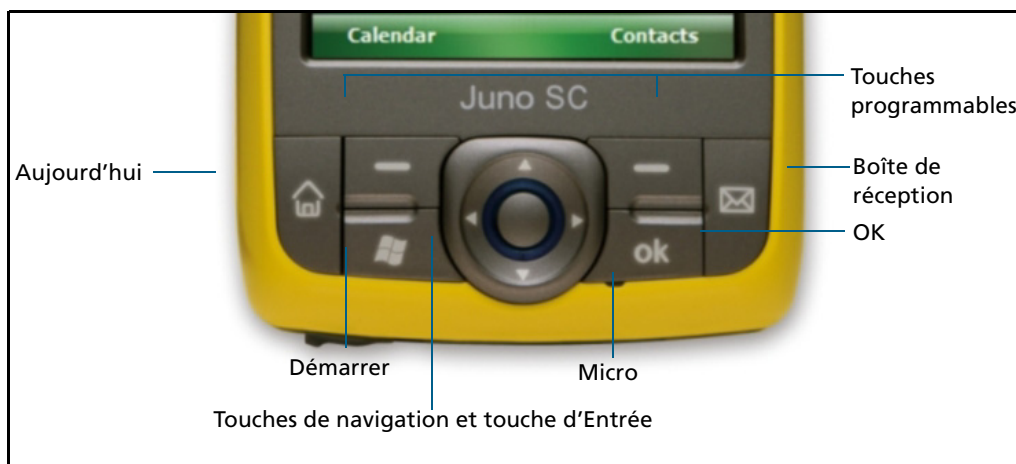 Calendar Contacts
Juno SC
Touches
programmables
Aujourd'hui
Boîte de
réception
OK
ok
Démarrer
Micro
Touches de navigation et touche d'Entrée